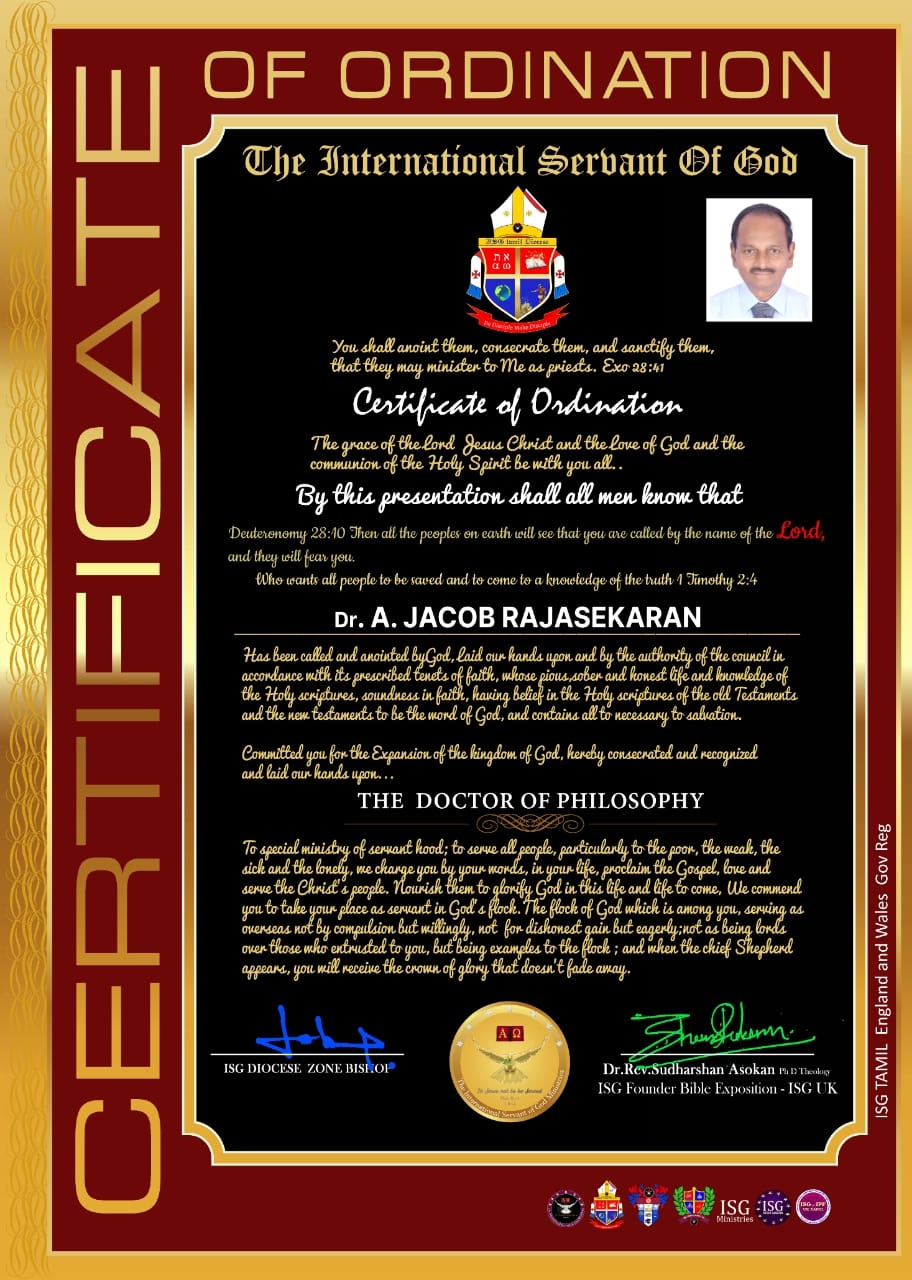 CERTIFICATE
OF ORDINATION
The International Servant Of God
ISG tamil Diocese
תא
αω
Be Disciple Make Disciple
You shall anoint them, consecrate them, and sanctify them,
that they may minister to Me as priests. Exo 28:41
Certificate of Ordination
The grace of the Lord Jesus Christ and the Love of God and the
communion of the Holy Spirit be with you all..
By this presentation shall all men know that
Deuteronomy 28:10 Then all the peoples on earth will see that you are called by the name of the Lord,
and they will fear you.
Who wants all people to be saved and to come to a knowledge of the truth 1 Timothy 2:4
Dr. A. JACOB RAJASEKARAN
Has been called and anointed by God, Laid our hands upon and by the authority of the council in
accordance with its prescribed tenets of faith, whose pious,sober and honest life and knowledge of
the Holy scriptures, soundness in faith, having belief in the Holy scriptures of the old Testaments
and the new testaments to be the word of God, and contains all to necessary to salvation.
Committed you for the Expansion of the kingdom of God, hereby consecrated and recognized
and laid our hands upon...
THE DOCTOR OF PHILOSOPHY
To special ministry of servant hood; to serve all people, particularly to the poor, the weak, the
sick and the lonely, we charge you by your words, in your life, proclaim the Gospel, love and
serve the Christ's people. Nourish them to glorify God in this life and life to come, We commend
you to take your place as servant in God's flock. The flock of God which is among you, serving as
overseas not by compulsion but willingly, not for dishonest gain but eagerly;not as being lords
over those who entrusted to you, but being examples to the flock ; and when the chief Shepherd
appears, you will receive the crown of glory that doesn't fade away.
ISG DIOCESE ZONE BISHOP
Α Ω
To Serve not to be Served
The International Servant of God Ministries
Dr.Rev.Sudharshan Asokan Ph D Theology
ISG Founder Bible Exposition - ISG UK
ISG TAMIL England and Wales Gov Reg
ISG
Ministries
ISG